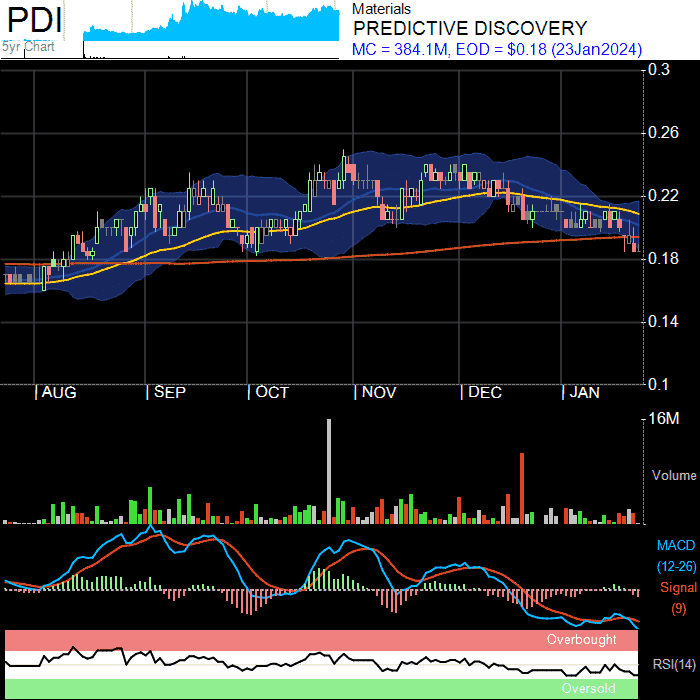 PDI
5yr Chart
Materials
PREDICTIVE DISCOVERY
MC = 384.1M, EOD = $0.18 (23Jan2024)
0.3
0.26
0.22
0.18
0.14
0.1
AUG SEP OCT NOV DEC JAN
16M
Volume
MACD
(12-26)
Signal
(9)
Overbought
RSI(14)
Oversold